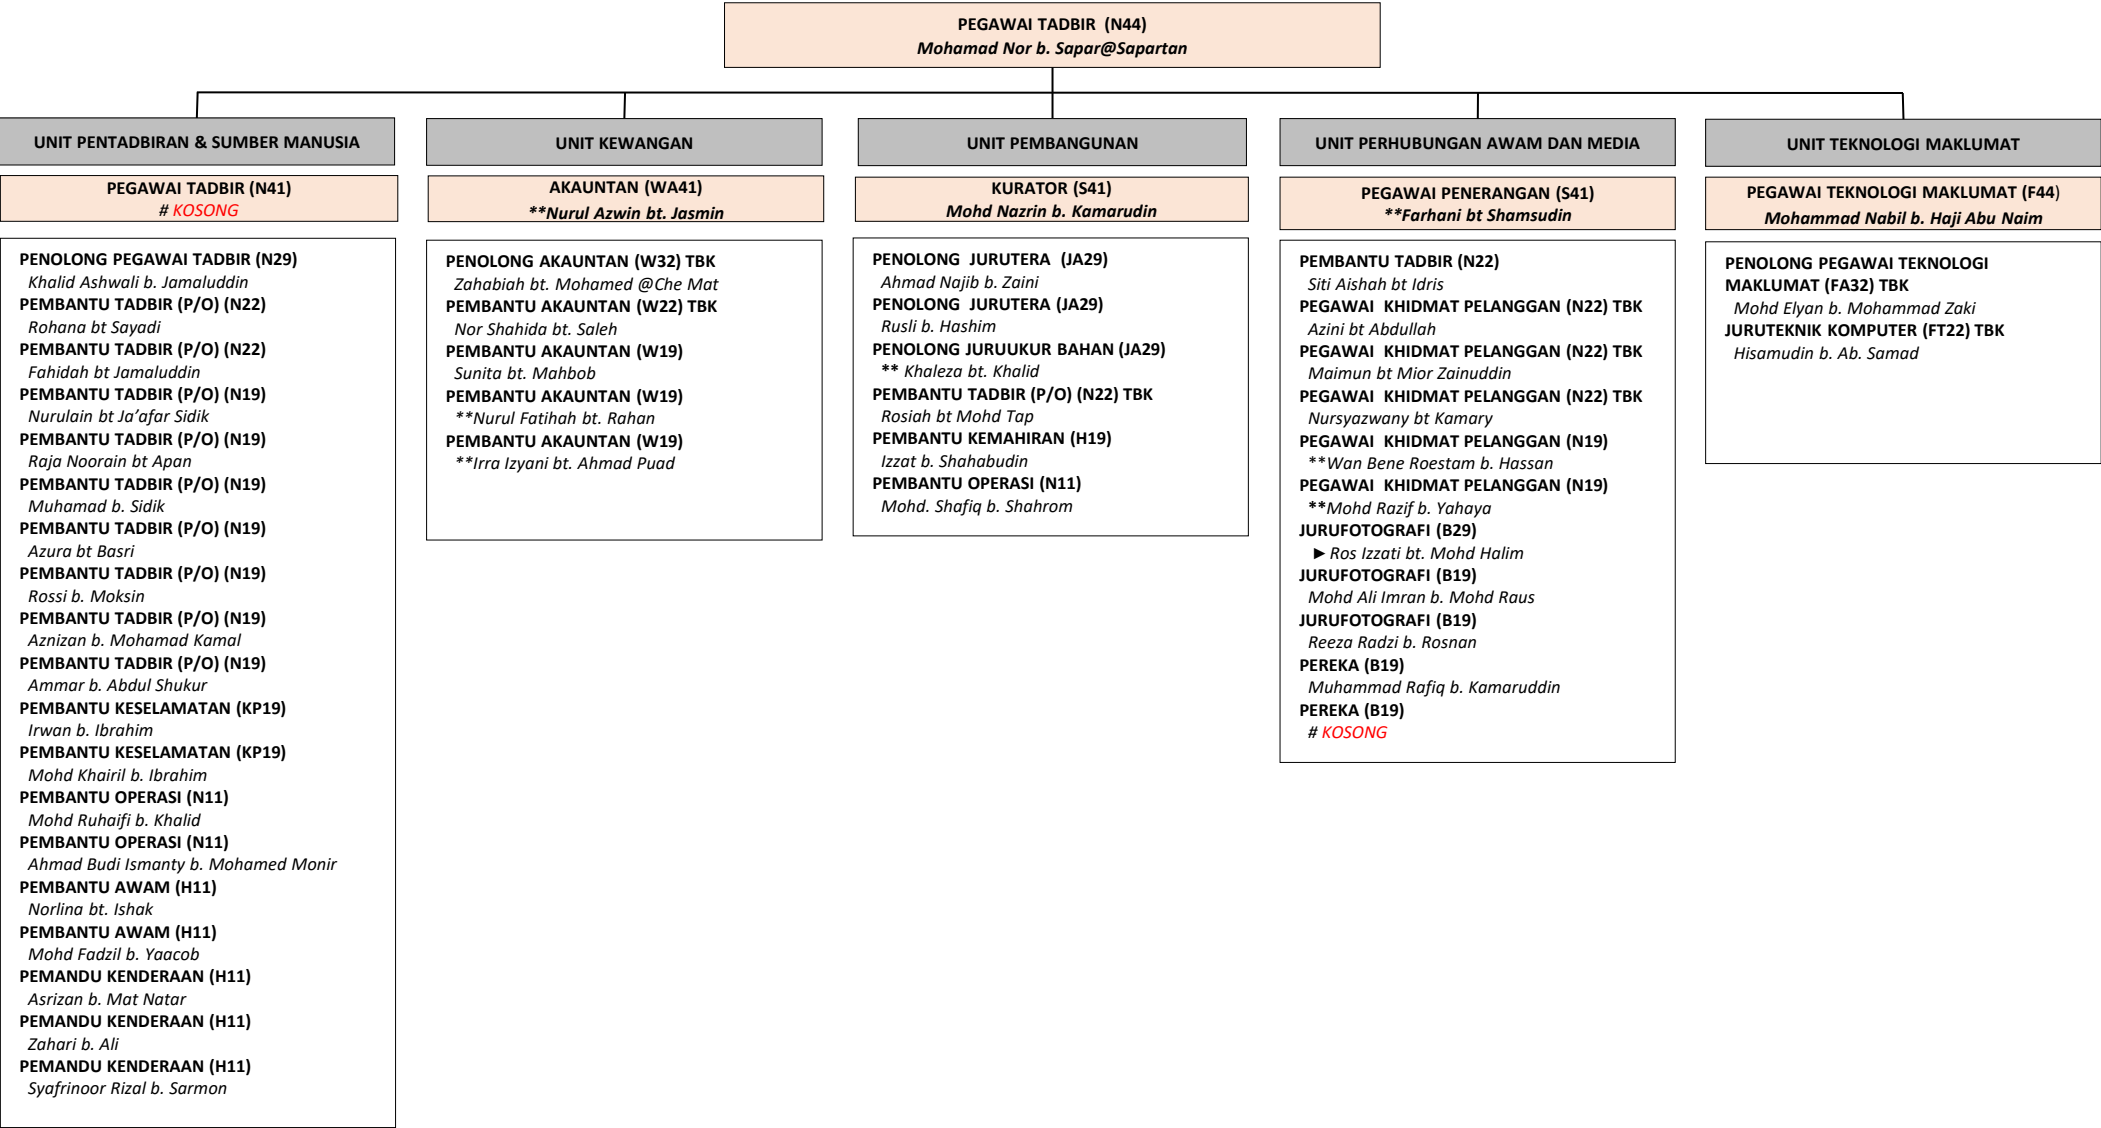 PEGAWAI TADBIR (N44)
Mohamad Nor b. Sapar@Sapartan
UNIT PENTADBIRAN & SUMBER MANUSIA
PEGAWAI TADBIR (N41)
# KOSONG
PENOLONG PEGAWAI TADBIR (N29)
Khalid Ashwali b. Jamaluddin
PEMBANTU TADBIR (P/O) (N22)
Rohana bt Sayadi
PEMBANTU TADBIR (P/O) (N22)
Fahidah bt Jamaluddin
PEMBANTU TADBIR (P/O) (N19)
Nurulain bt Ja’afar Sidik
PEMBANTU TADBIR (P/O) (N19)
Raja Noorain bt Apan
PEMBANTU TADBIR (P/O) (N19)
Muhamad b. Sidik
PEMBANTU TADBIR (P/O) (N19)
Azura bt Basri
PEMBANTU TADBIR (P/O) (N19)
Rossi b. Moksin
PEMBANTU TADBIR (P/O) (N19)
Aznizan b. Mohamad Kamal
PEMBANTU TADBIR (P/O) (N19)
Ammar b. Abdul Shukur
PEMBANTU KESELAMATAN (KP19)
Irwan b. Ibrahim
PEMBANTU KESELAMATAN (KP19)
Mohd Khairil b. Ibrahim
PEMBANTU OPERASI (N11)
Mohd Ruhaifi b. Khalid
PEMBANTU OPERASI (N11)
Ahmad Budi Ismanty b. Mohamed Monir
PEMBANTU AWAM (H11)
Norlina bt. Ishak
PEMBANTU AWAM (H11)
Mohd Fadzil b. Yaacob
PEMANDU KENDERAAN (H11)
Asrizan b. Mat Natar
PEMANDU KENDERAAN (H11)
Zahari b. Ali
PEMANDU KENDERAAN (H11)
Syafrinoor Rizal b. Sarmon
UNIT KEWANGAN
AKAUNTAN (WA41)
**Nurul Azwin bt. Jasmin
PENOLONG AKAUNTAN (W32) TBK
Zahabiah bt. Mohamed @Che Mat
PEMBANTU AKAUNTAN (W22) TBK
Nor Shahida bt. Saleh
PEMBANTU AKAUNTAN (W19)
Sunita bt. Mahbob
PEMBANTU AKAUNTAN (W19)
**Nurul Fatihah bt. Rahan
PEMBANTU AKAUNTAN (W19)
**Irra Izyani bt. Ahmad Puad
UNIT PEMBANGUNAN
KURATOR (S41)
Mohd Nazrin b. Kamarudin
PENOLONG JURUTERA (JA29)
Ahmad Najib b. Zaini
PENOLONG JURUTERA (JA29)
Rusli b. Hashim
PENOLONG JURUUKUR BAHAN (JA29)
** Khaleza bt. Khalid
PEMBANTU TADBIR (P/O) (N22) TBK
Rosiah bt Mohd Tap
PEMBANTU KEMAHIRAN (H19)
Izzat b. Shahabudin
PEMBANTU OPERASI (N11)
Mohd. Shafiq b. Shahrom
UNIT PERHUBUNGAN AWAM DAN MEDIA
PEGAWAI PENERANGAN (S41)
**Farhani bt Shamsudin
PEMBANTU TADBIR (N22)
Siti Aishah bt Idris
PEGAWAI KHIDMAT PELANGGAN (N22) TBK
Azini bt Abdullah
PEGAWAI KHIDMAT PELANGGAN (N22) TBK
Maimun bt Mior Zainuddin
PEGAWAI KHIDMAT PELANGGAN (N22) TBK
Nursyazwany bt Kamary
PEGAWAI KHIDMAT PELANGGAN (N19)
**Wan Bene Roestam b. Hassan
PEGAWAI KHIDMAT PELANGGAN (N19)
**Mohd Razif b. Yahaya
JURUFOTOGRAFI (B29)
►Ros Izzati bt. Mohd Halim
JURUFOTOGRAFI (B19)
Mohd Ali Imran b. Mohd Raus
JURUFOTOGRAFI (B19)
Reeza Radzi b. Rosnan
PEREKA (B19)
Muhammad Rafiq b. Kamaruddin
PEREKA (B19)
# KOSONG
UNIT TEKNOLOGI MAKLUMAT
PEGAWAI TEKNOLOGI MAKLUMAT (F44)
Mohammad Nabil b. Haji Abu Naim
PENOLONG PEGAWAI TEKNOLOGI
MAKLUMAT (FA32) TBK
Mohd Elyan b. Mohammad Zaki
JURUTEKNIK KOMPUTER (FT22) TBK
Hisamudin b. Ab. Samad